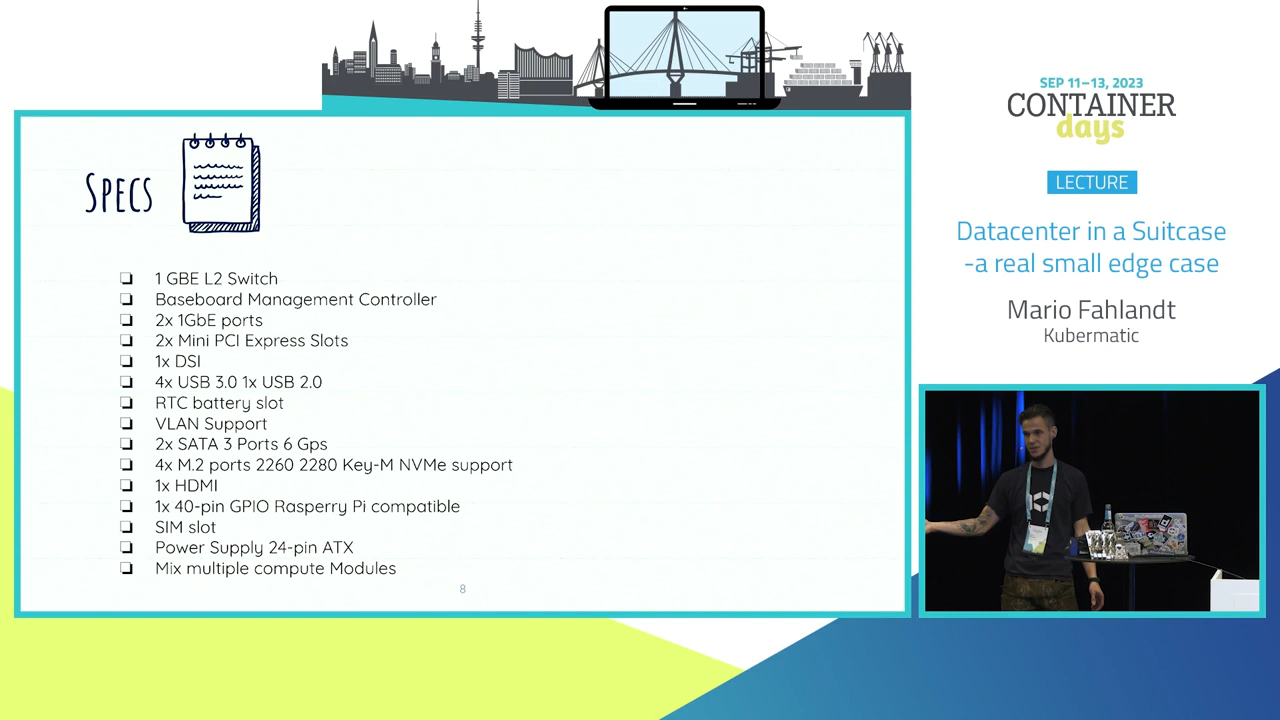 SPECS
1 GBE L2 Switch
Baseboard Management Controller
2x 1GbE ports
2x Mini PCI Express Slots
1x DSI
4x USB 3.0 1x USB 2.0
RTC battery slot
VLAN Support
2x SATA 3 Ports 6 Gps
4x M.2 ports 2260 2280 Key-M NVMe support
1x HDMI
1x 40-pin GPIO Rasperry Pi compatible
SIM slot
Power Supply 24-pin ATX
Mix multiple compute Modules
8
SEP 11–13, 2023
CONTAINER
days
LECTURE
Datacenter in a Suitcase
-a real small edge case
Mario Fahlandt
Kubermatic